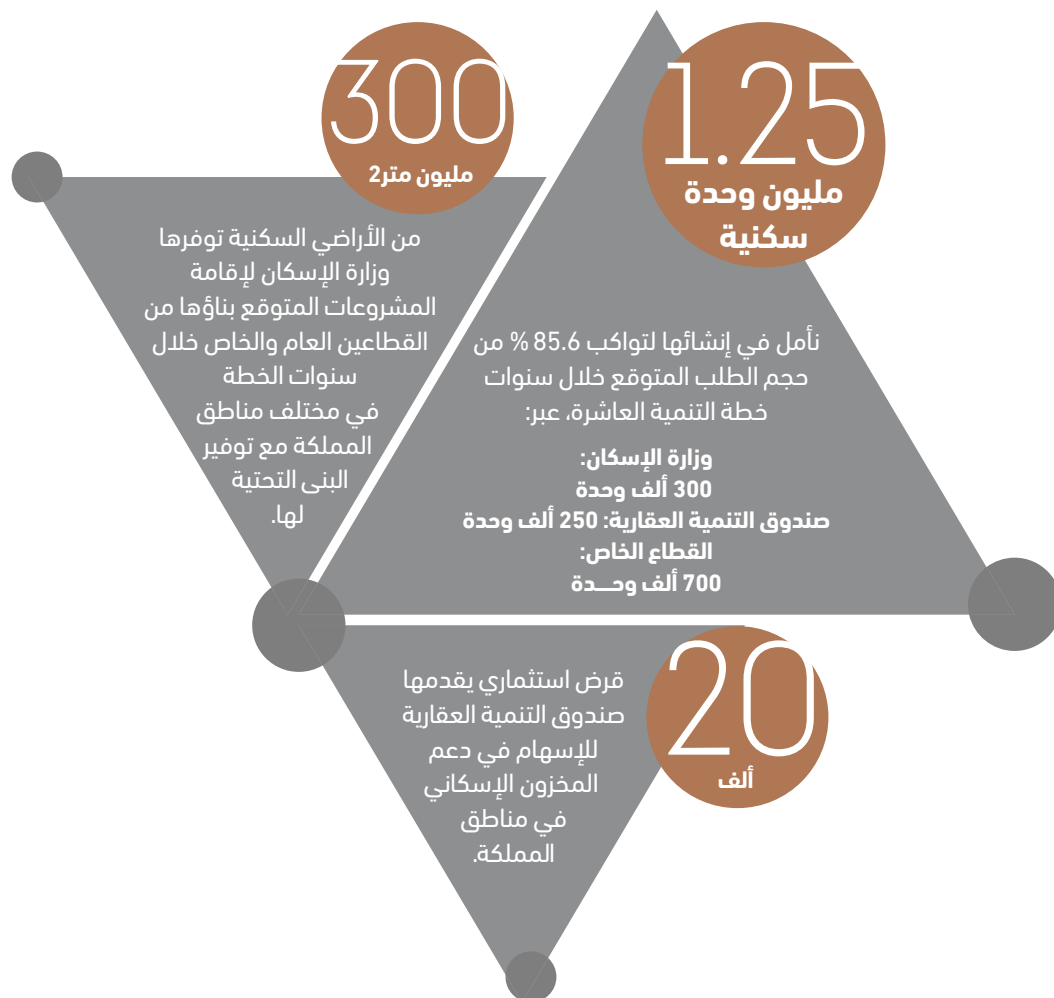 1.25
مليون وحدة
سكنية
نأمل في إنشائها لتواكب 85.6 % من
حجم الطلب المتوقع خلال سنوات
خطة التنمية العاشرة، عبر:
وزارة الإسكان:
300 ألف وحدة
صندوق التنمية العقارية: 250 ألف وحدة
القطاع الخاص:
700 ألف وحـــدة
300
مليون متر2
من الأراضي السكنية توفرها
وزارة الإسكان لإقامة
المشروعات المتوقع بناؤها من
القطاعين العام والخاص خلال
سنوات الخطة
في مختلف مناطق
المملكة مع توفير
البنى التحتية
لها.
20
ألف
قرض استثماري يقدمها
صندوق التنمية العقارية
للإسهام في دعم
المخزون الإسكاني
في مناطق
المملكة.